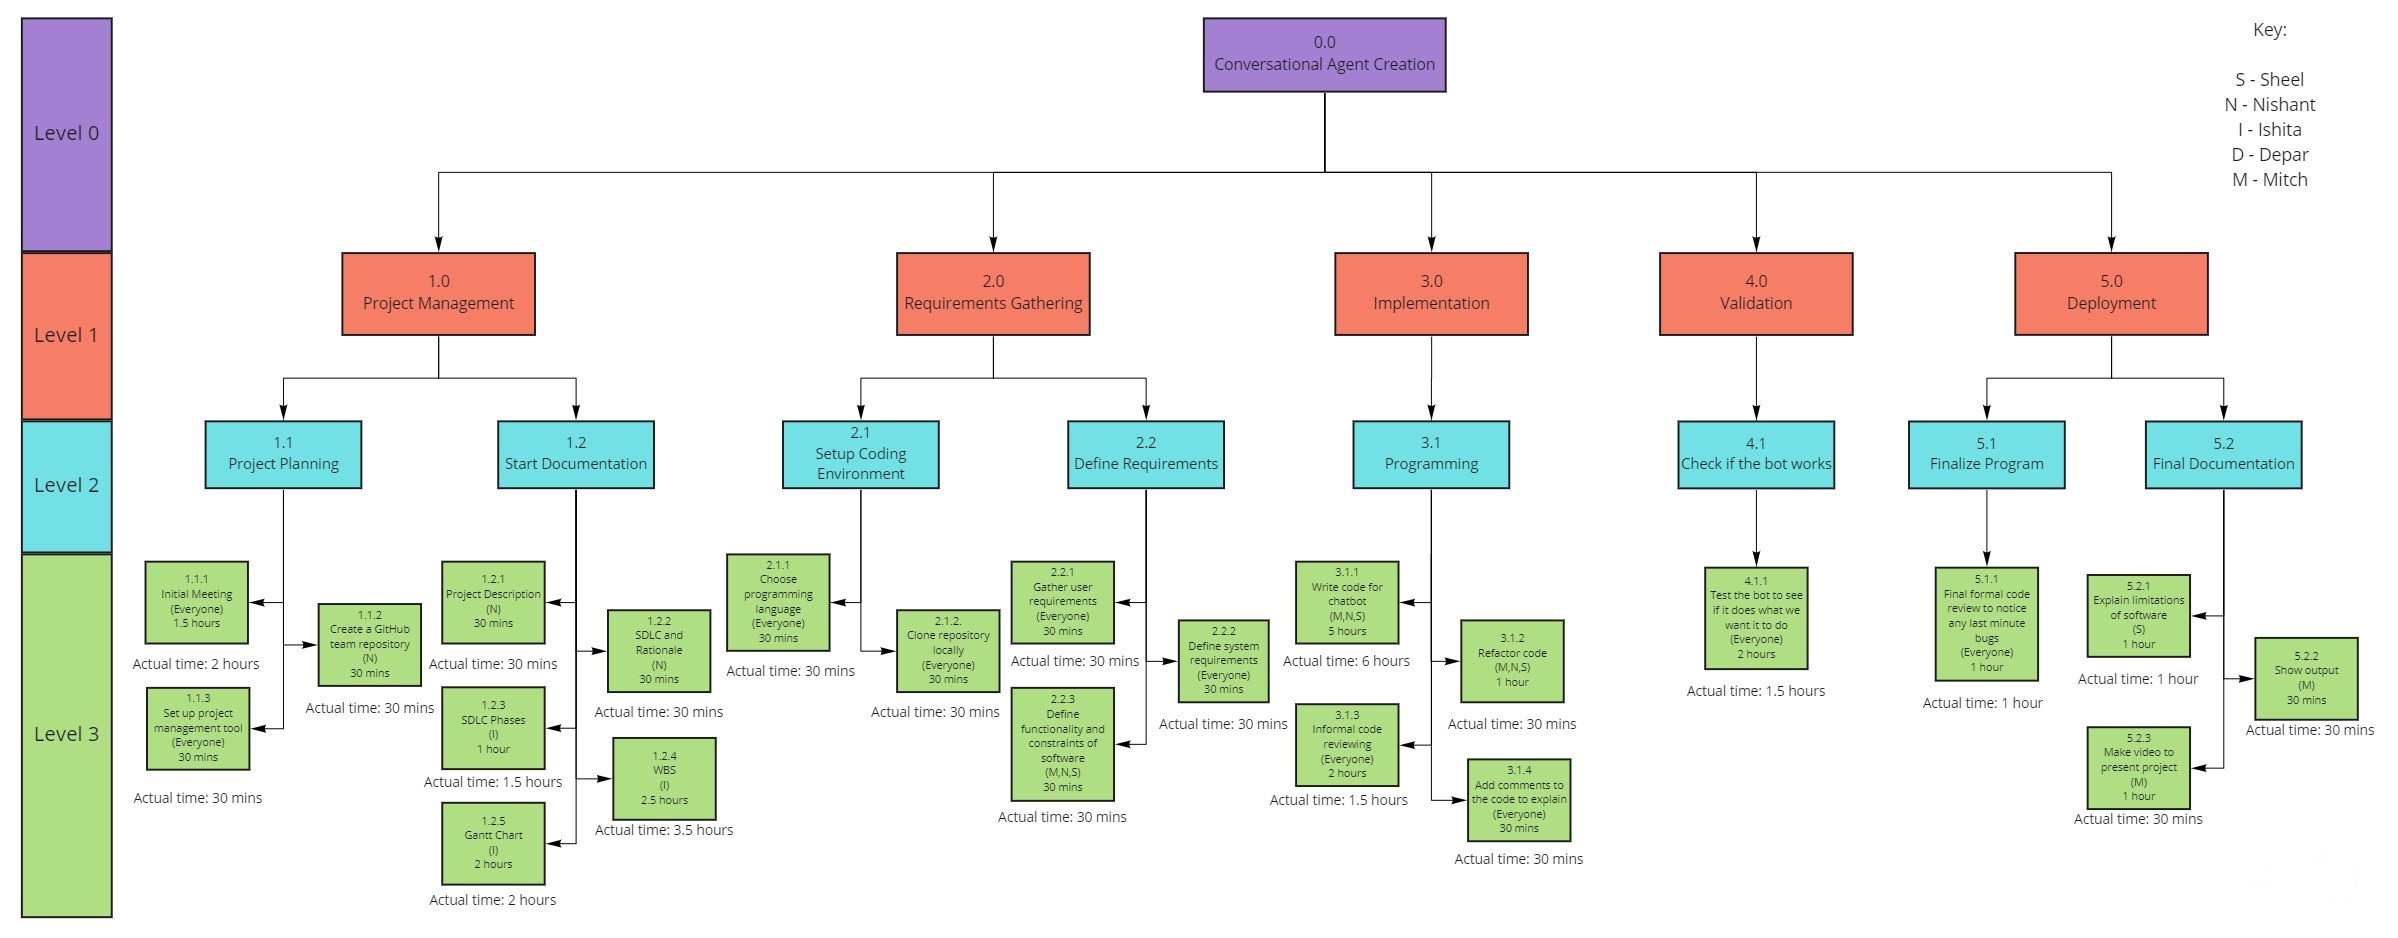 0.0
Conversational Agent Creation
Key:
S - Sheel
N - Nishant
I - Ishita
D - Depar
M - Mitch
Level 0
Level 1
Level 2
Level 3
1.0
Project Management
2.0
Requirements Gathering
3.0
Implementation
4.0
Validation
5.0
Deployment
1.1
Project Planning
1.2
Start Documentation
2.1
Setup Coding
Environment
2.2
Define Requirements
3.1
Programming
4.1
Check if the bot works
5.1
Finalize Program
5.2
Final Documentation
1.1.1
Initial Meeting
(Everyone)
1.5 hours
Actual time: 2 hours
1.1.2
Create a GitHub
team repository
(N)
30 mins
Actual time: 30 mins
1.1.3
Set up project
management tool
(Everyone)
30 mins
Actual time: 30 mins
1.2.1
Project Description
(N)
30 mins
Actual time: 30 mins
1.2.2
SDLC and
Rationale
(N)
30 mins
Actual time: 30 mins
1.2.3
SDLC Phases
(I)
1 hour
Actual time: 1.5 hours
1.2.4
WBS
(I)
2.5 hours
Actual time: 3.5 hours
1.2.5
Gantt Chart
(I)
2 hours
Actual time: 2 hours
2.1.1
Choose
programming
language
(Everyone)
30 mins
Actual time: 30 mins
2.1.2.
Clone repository
locally
(Everyone)
30 mins
Actual time: 30 mins
2.2.1
Gather user
requirements
(Everyone)
30 mins
Actual time: 30 mins
2.2.2
Define system
requirements
(Everyone)
30 mins
Actual time: 30 mins
2.2.3
Define
functionality and
constraints of
software
(M,N,S)
30 mins
Actual time: 30 mins
3.1.1
Write code for
chatbot
(M,N,S)
5 hours
Actual time: 6 hours
3.1.2
Refactor code
(M,N,S)
1 hour
Actual time: 30 mins
3.1.3
Informal code
reviewing
(Everyone)
2 hours
Actual time: 1.5 hours
3.1.4
Add comments to
the code to explain
(Everyone)
30 mins
Actual time: 30 mins
4.1.1
Test the bot to see
if it does what we
want it to do
(Everyone)
2 hours
Actual time: 1.5 hours
5.1.1
Final formal code
review to notice
any last minute
bugs
(Everyone)
1 hour
Actual time: 1 hour
5.2.1
Explain limitations
of software
(S)
1 hour
Actual time: 1 hour
5.2.2
Show output
(M)
30 mins
Actual time: 30 mins
5.2.3
Make video to
present project
(M)
1 hour
Actual time: 30 mins